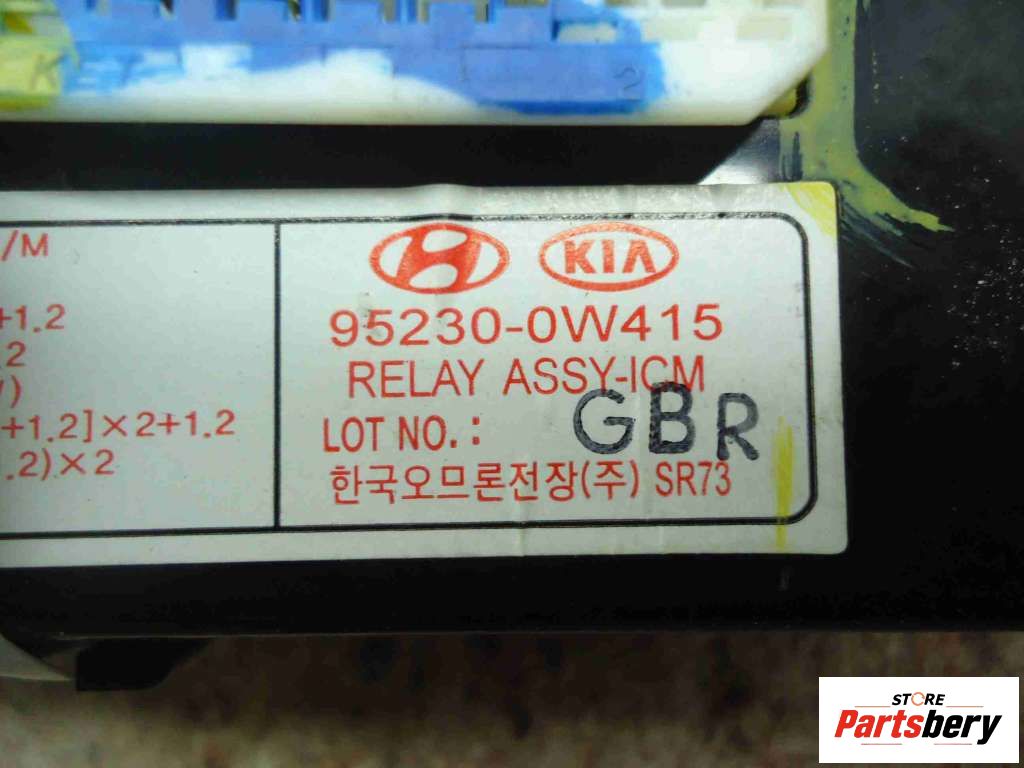 /M
+1.2
.2
)
+1.2]×2+1.2
.2)×2
KIA
95230-0W415
RELAY ASSY-ICM
LOT NO.: GBR
한국오므론전장(주) SR73
STORE
Partsbery